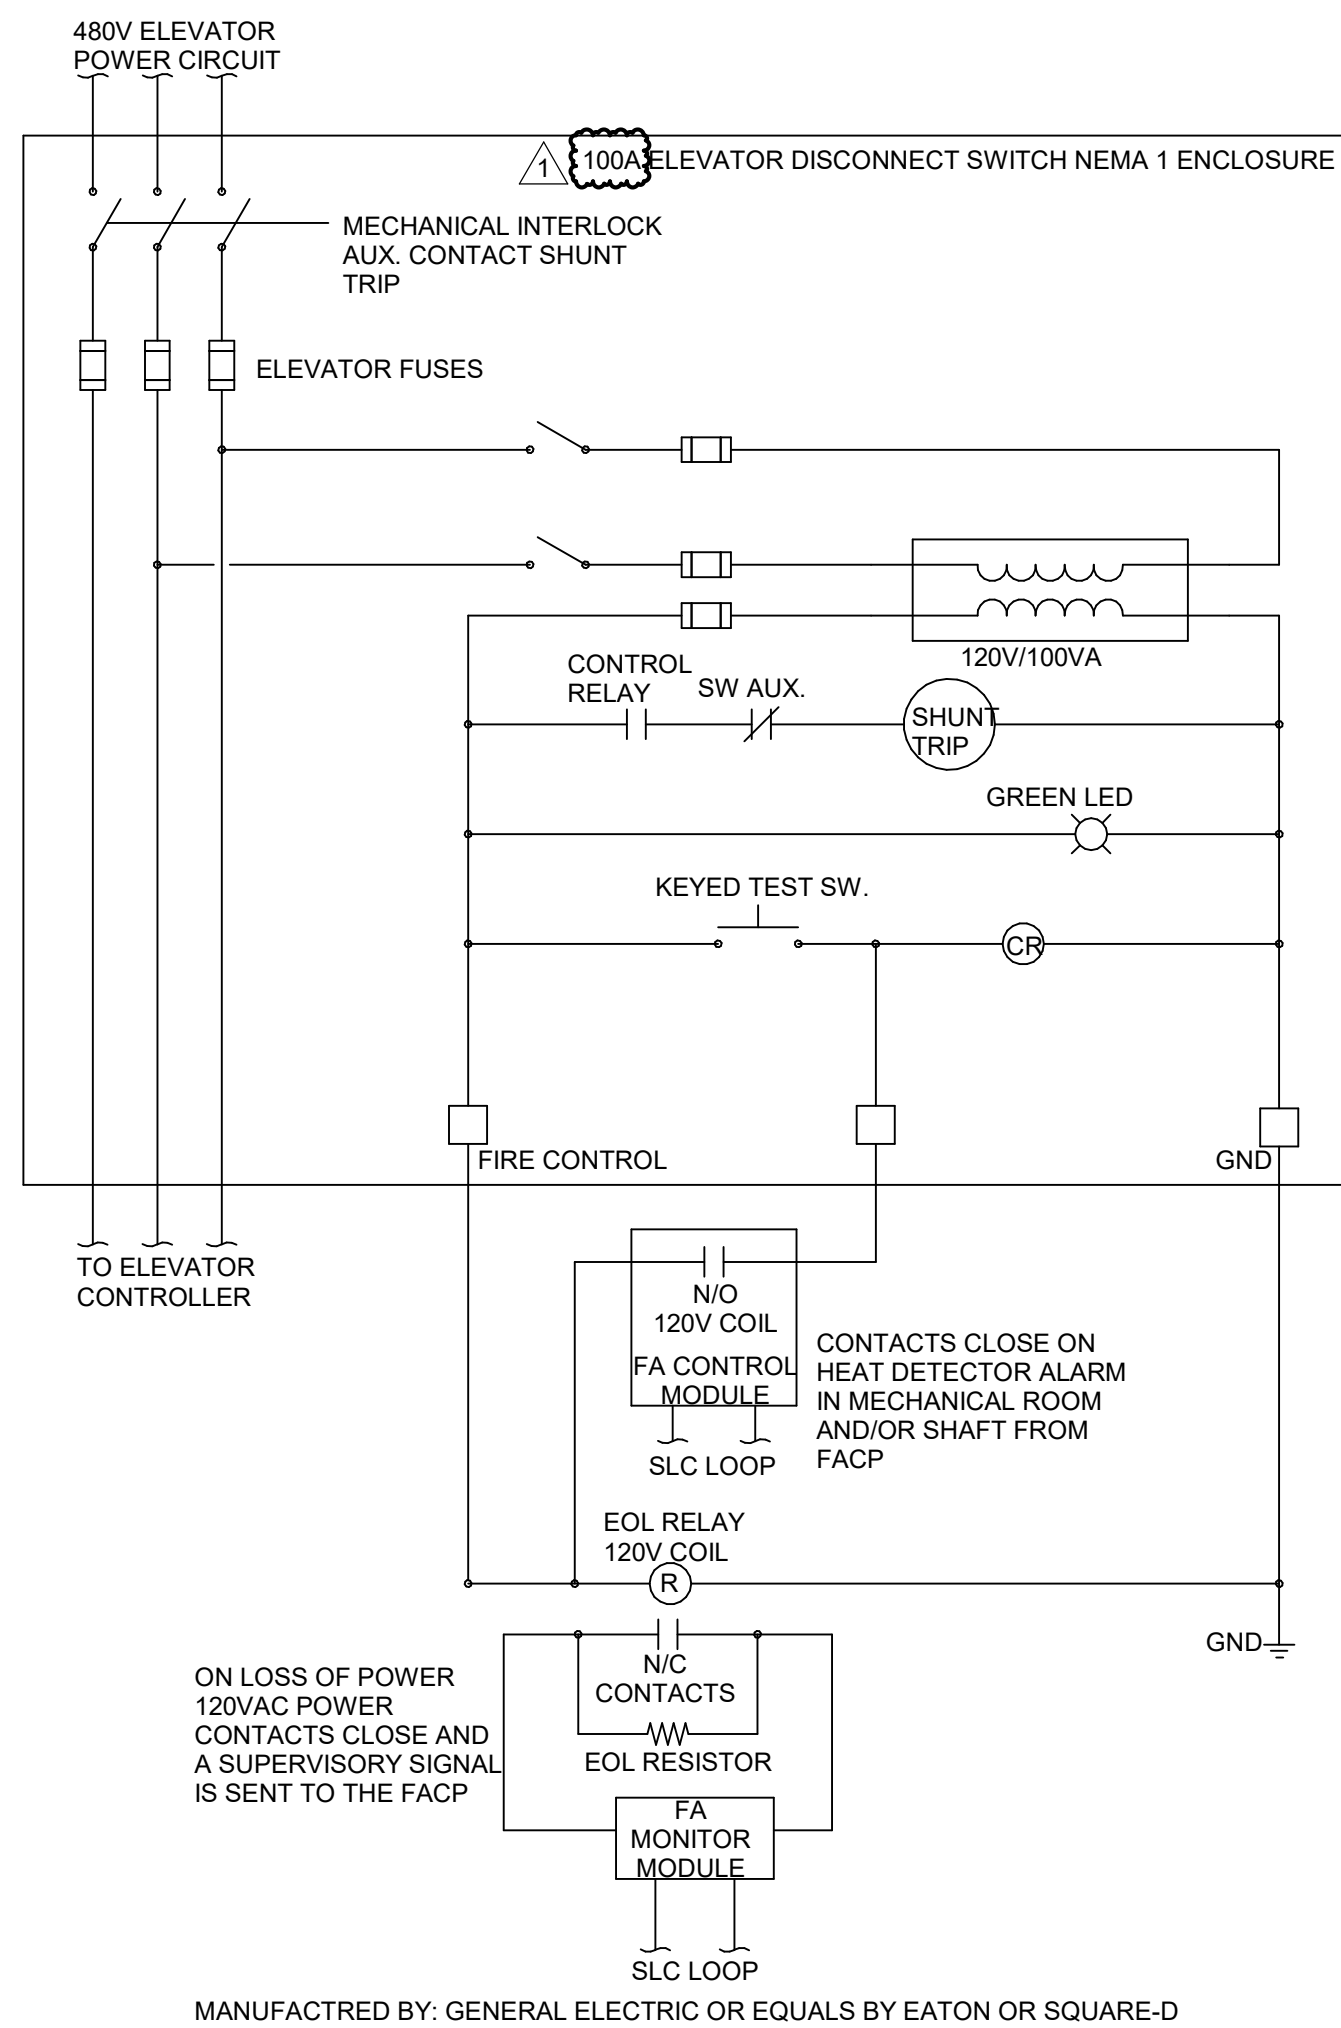 480V ELEVATOR
POWER CIRCUIT
1
100A ELEVATOR DISCONNECT SWITCH NEMA 1 ENCLOSURE
MECHANICAL INTERLOCK
AUX. CONTACT SHUNT
TRIP
ELEVATOR FUSES
120V/100VA
CONTROL
RELAY
SW AUX.
SHUNT
TRIP
GREEN LED
KEYED TEST SW.
CR
FIRE CONTROL
GND
TO ELEVATOR
CONTROLLER
N/O
120V COIL
FA CONTROL
MODULE
SLC LOOP
CONTACTS CLOSE ON
HEAT DETECTOR ALARM
IN MECHANICAL ROOM
AND/OR SHAFT FROM
FACP
EOL RELAY
120V COIL
R
GND
N/C
CONTACTS
EOL RESISTOR
ON LOSS OF POWER
120VAC POWER
CONTACTS CLOSE AND
A SUPERVISORY SIGNAL
IS SENT TO THE FACP
FA
MONITOR
MODULE
SLC LOOP
MANUFACTRED BY: GENERAL ELECTRIC OR EQUALS BY EATON OR SQUARE-D